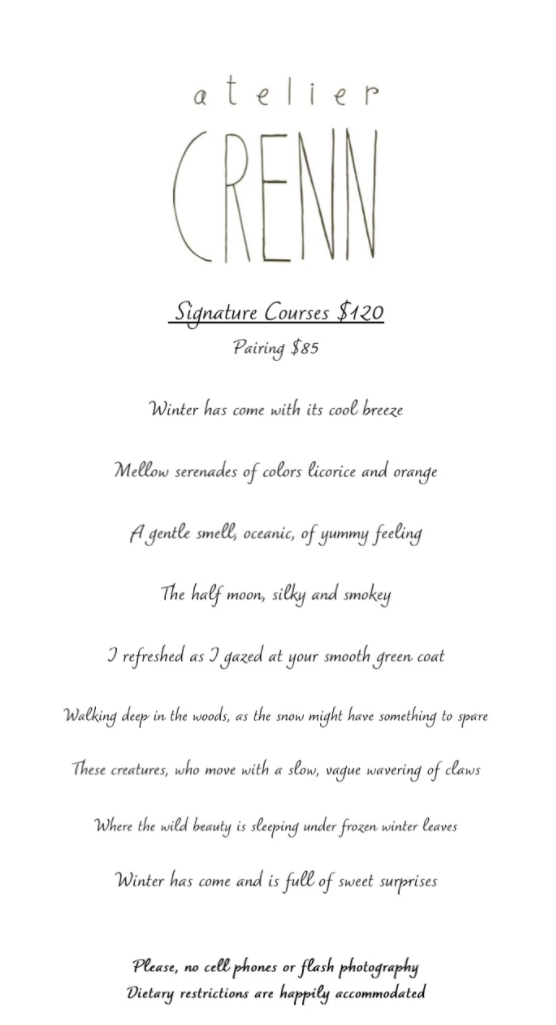 atelier
CRENN
Signature Courses $120
Pairing $85
Winter has come with its cool breeze
Mellow serenades of colors licorice and orange
A gentle smell, oceanic, of yummy feeling
The half moon, silky and smokey
I refreshed as I gazed at your smooth green coat
Walking deep in the woods, as the snow might have something to spare
These creatures, who move with a slow, vague wavering of claws
Where the wild beauty is sleeping under frozen winter leaves
Winter has come and is full of sweet surprises
Please, no cell phones or flash photography
Dietary restrictions are happily accommodated